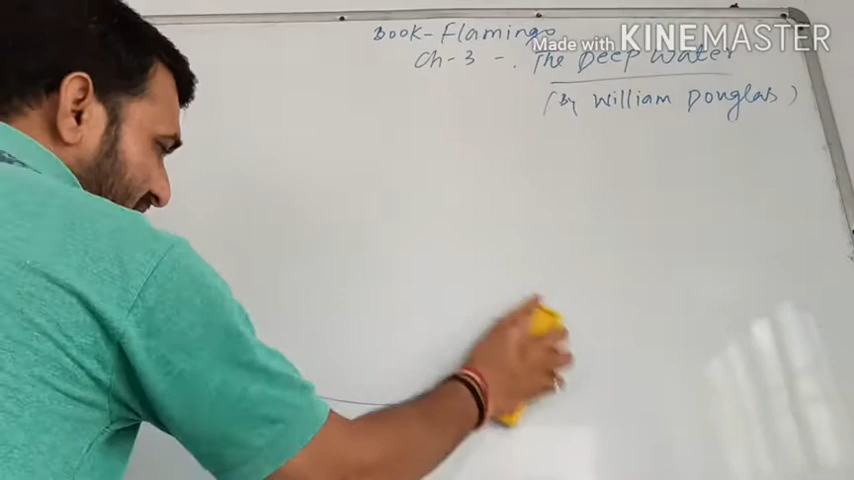 Book- Flamingo
Made with KINEMASTER
Ch-3 - . The Deep Water
(By William Douglas)